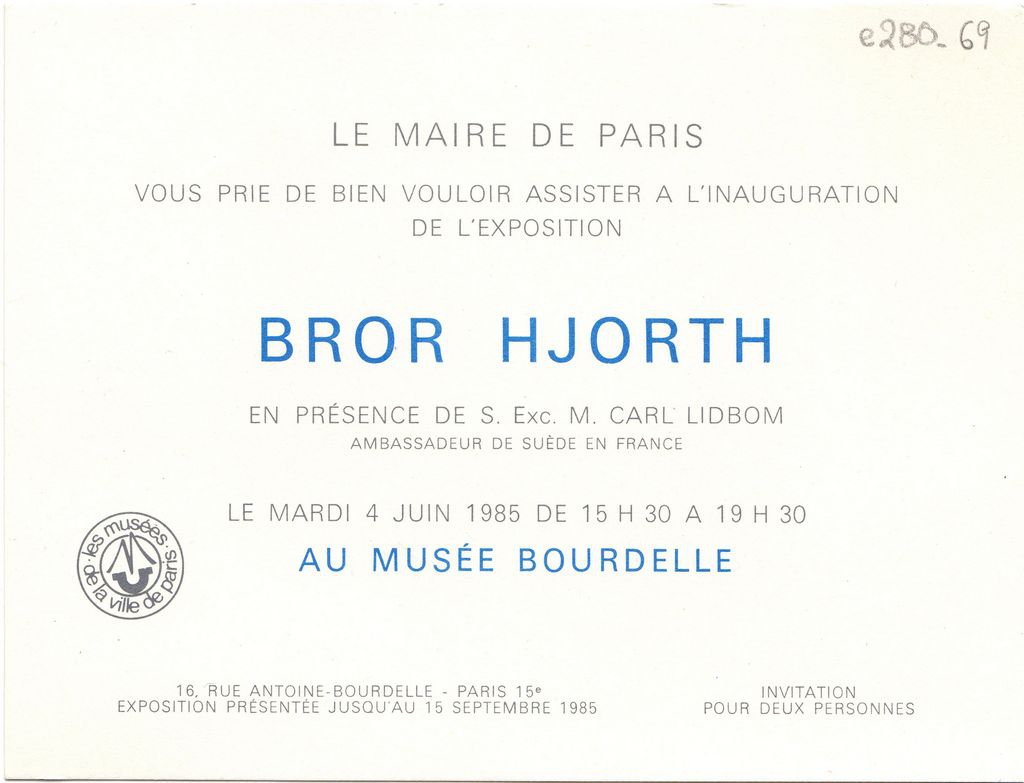 e280-69
LE MAIRE DE PARIS
VOUS PRIE DE BIEN VOULOIR ASSISTER A L'INAUGURATION
DE L'EXPOSITION
BROR HJORTH
EN PRÉSENCE DE S. Exc. M. CARL LIDBOM
AMBASSADEUR DE SUÈDE EN FRANCE
LE MARDI 4 JUIN 1985 DE 15 H 30 A 19 H 30
AU MUSÉE BOURDELLE
· les musées ·
de la ville de paris
16, RUE ANTOINE-BOURDELLE - PARIS 15e
EXPOSITION PRÉSENTÉE JUSQU'AU 15 SEPTEMBRE 1985
INVITATION
POUR DEUX PERSONNES